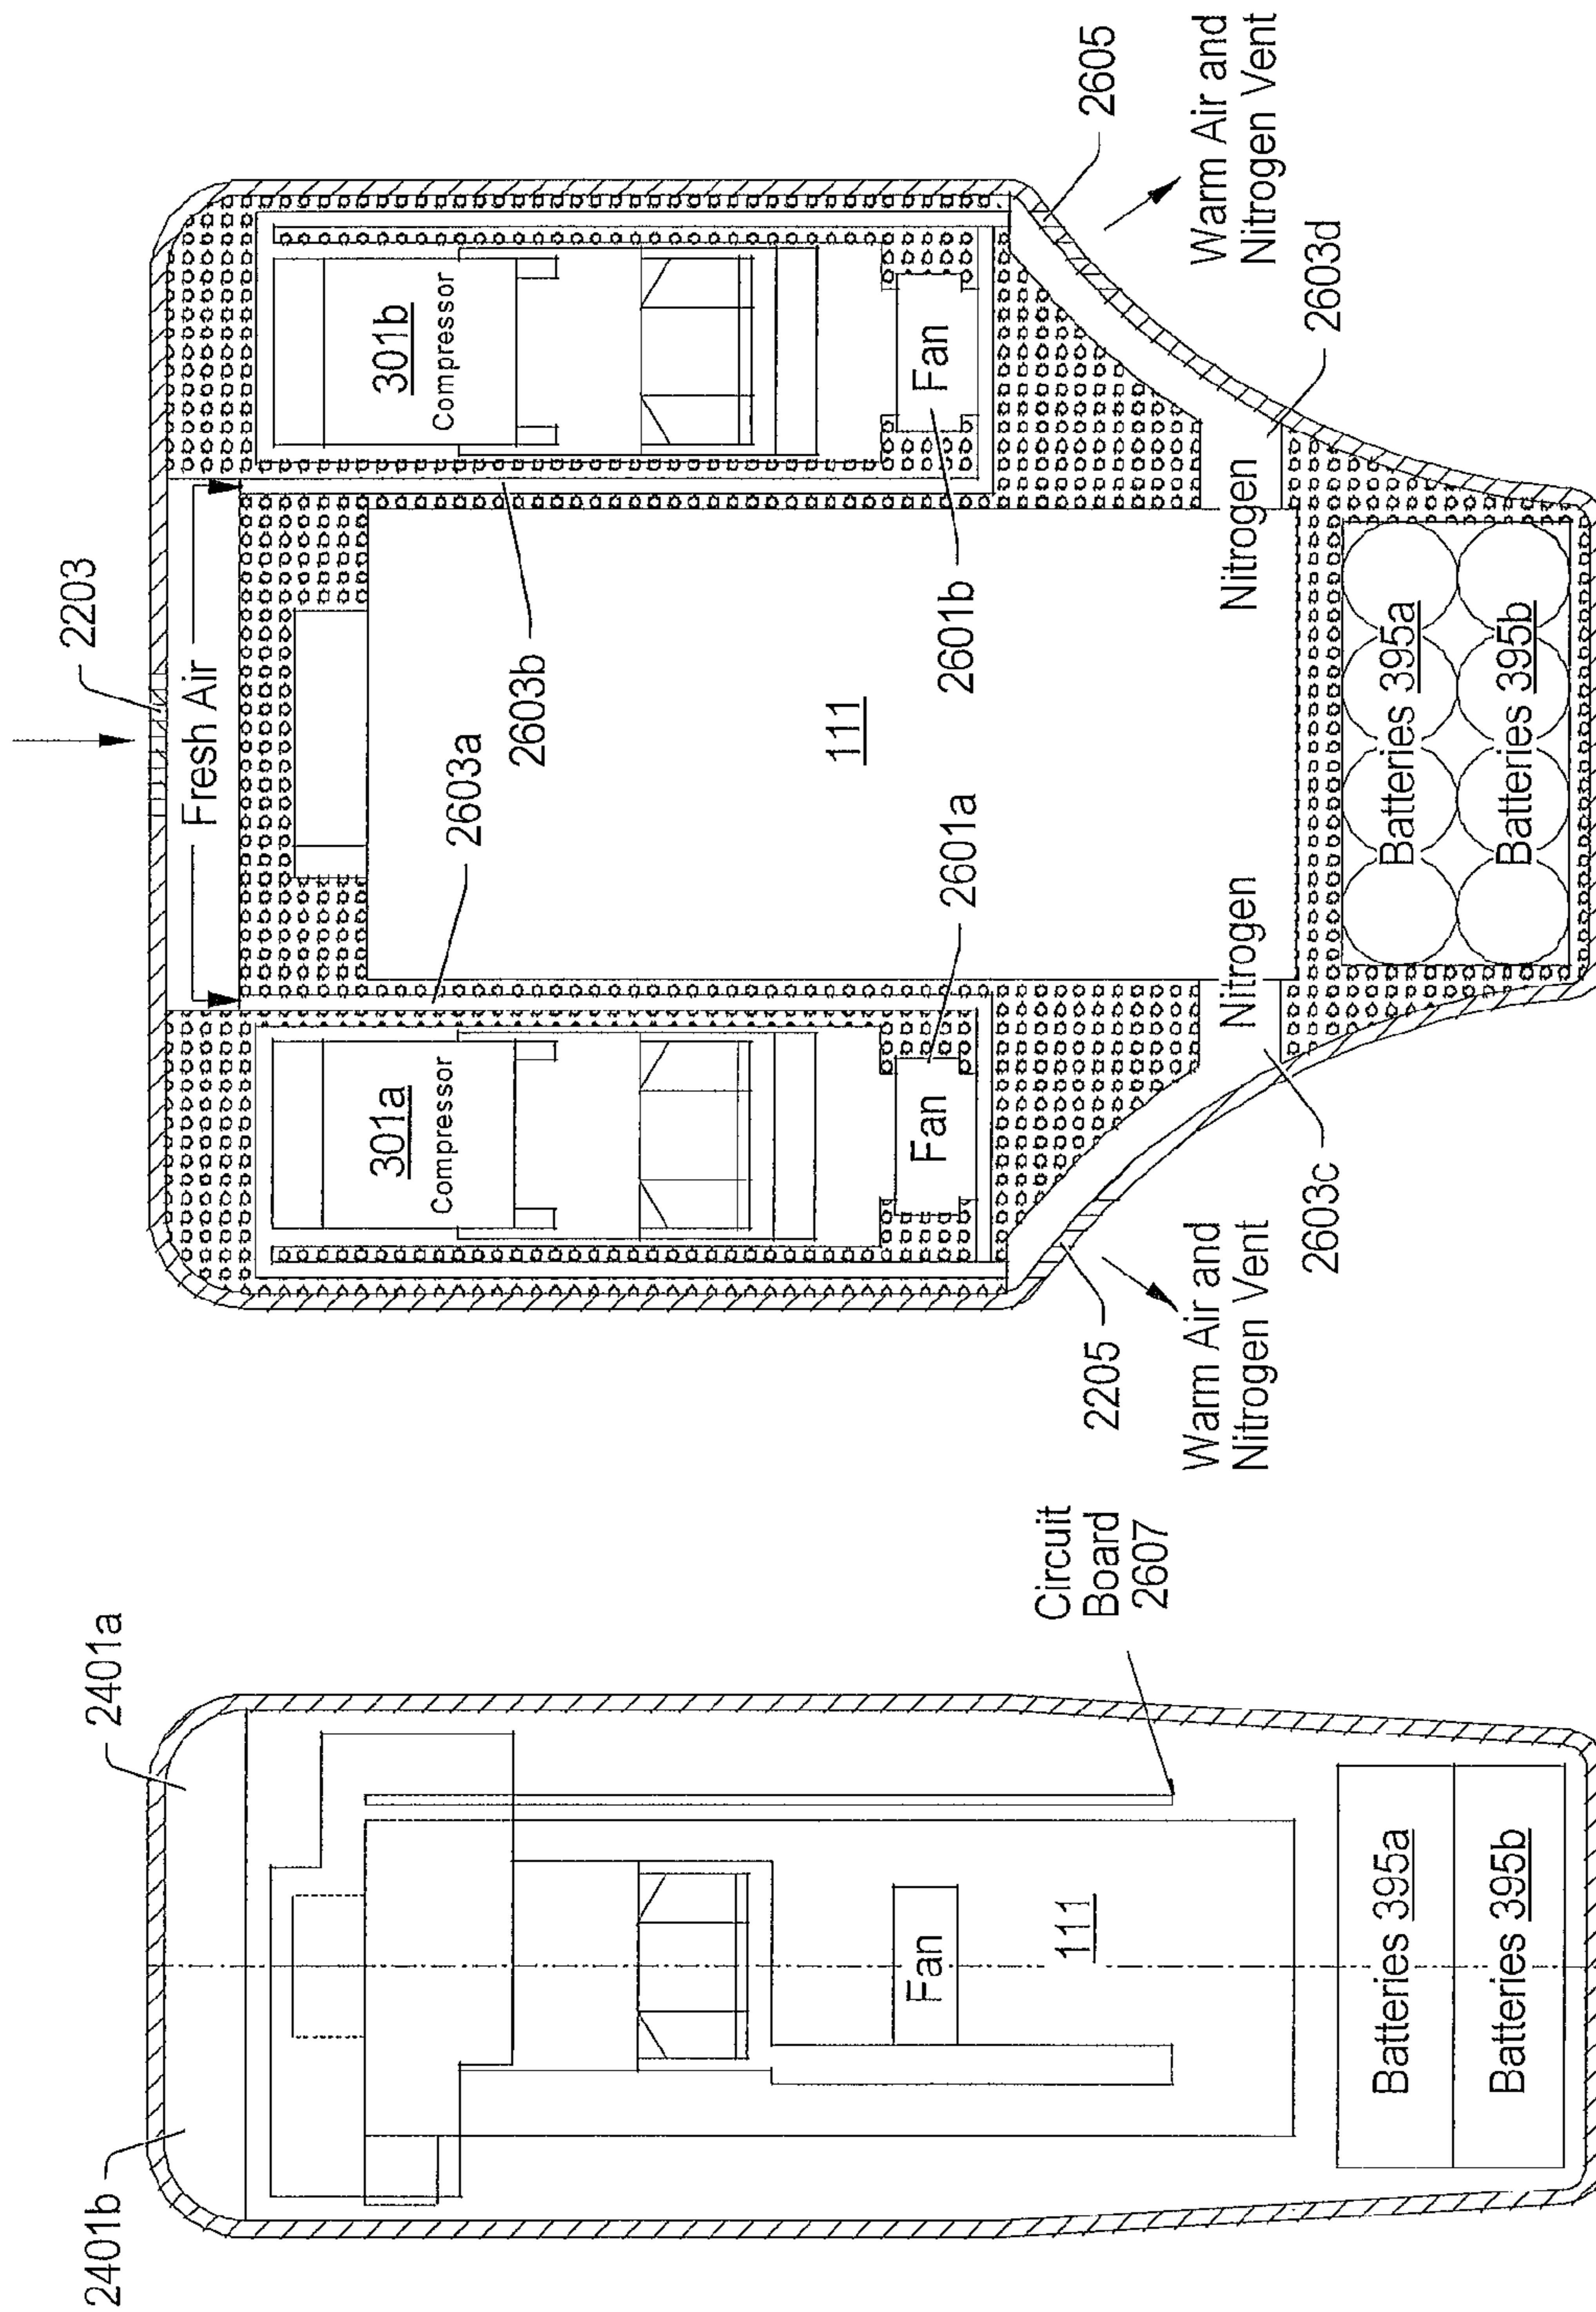 2401b
2401a
Circuit
Board
2607
Fan
111
Batteries 395a
Batteries 395b
2203
Fresh Air
301a
Compressor
301b
Compressor
2603a
2603b
111
Fan
2601a
Fan
2601b
2205
Warm Air and
Nitrogen Vent
2605
Warm Air and
Nitrogen Vent
Nitrogen
2603c
Nitrogen
2603d
Batteries 395a
Batteries 395b